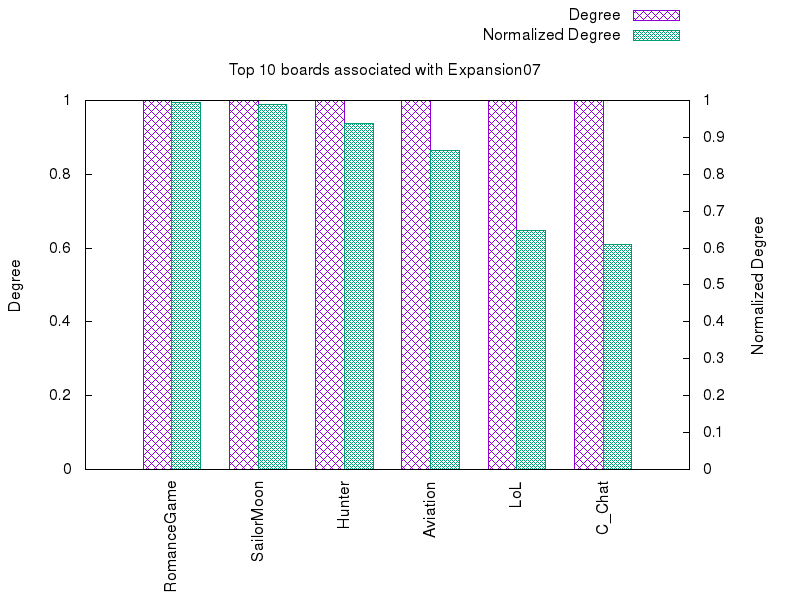 Degree
Normalized Degree
Top 10 boards associated with Expansion07
1
0.8
0.6
0.4
0.2
0
1
0.9
0.8
0.7
0.6
0.5
0.4
0.3
0.2
0.1
0
Degree
Normalized Degree
RomanceGame
SailorMoon
Hunter
Aviation
LoL
C_Chat